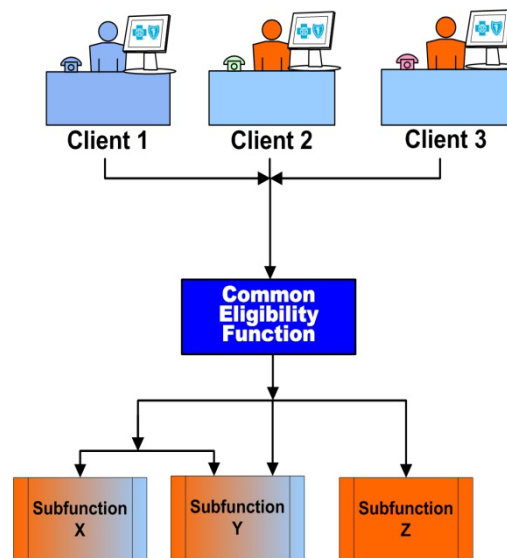 Client 1
Client 2
Client 3
Common
Eligibility
Function
Subfunction
X
Subfunction
Y
Subfunction
Z